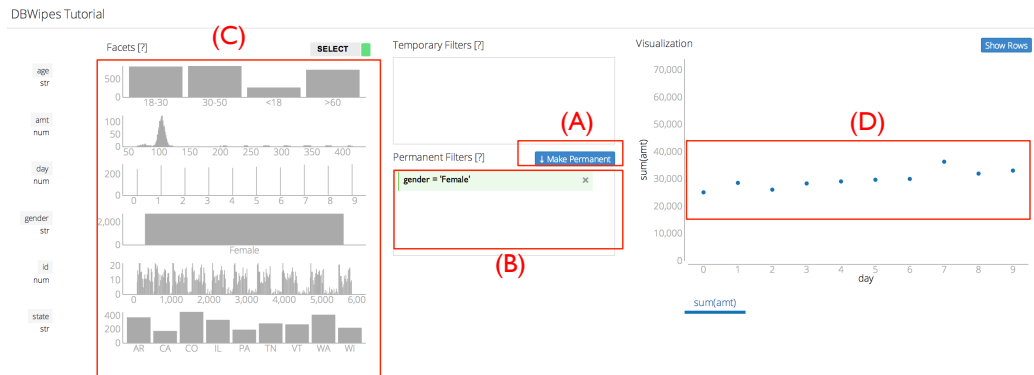 DBWipes Tutorial
Facets [?]
(C)
SELECT
age
str
500
0
18-30 30-50 <18 >60
amt
num
100
50
50 100 150 200 250 300 350 400
day
num
0 1 2 3 4 5 6 7 8 9
gender
str
2,000
0
Female
id
num
20
10
0 1,000 2,000 3,000 4,000 5,000 6,00
state
str
400
200
0
AR CA CO IL PA TN VT WA WI
Temporary Filters [?]
(A)
Permanent Filters [?]
↓ Make Permanent
gender = 'Female' ×
(B)
Visualization
Show Rows
(D)
sum(amt)
70,000
60,000
50,000
40,000
30,000
20,000
10,000
0
0 1 2 3 4 5 6 7 8 9
day
sum(amt)